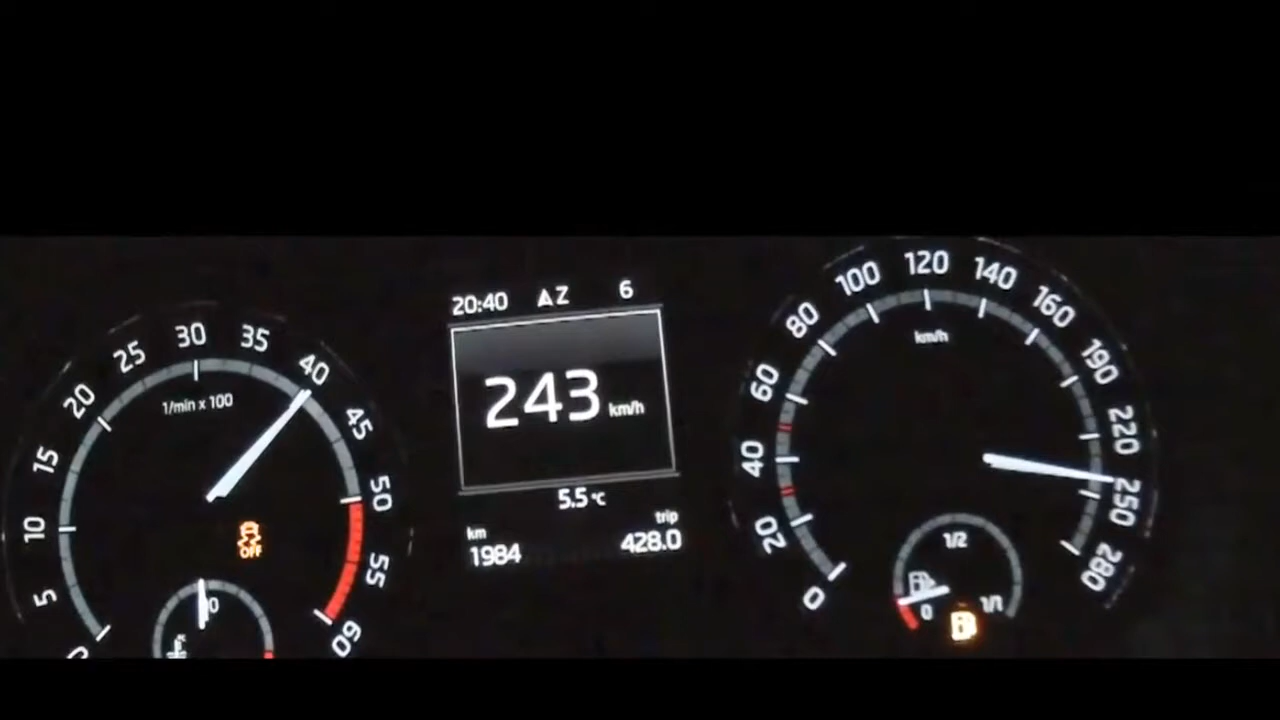 20:40 AZ 6
243 km/h
5.5 °C
km trip
1984 428.0
5 10 15 20 25 30 35 40 45 50 55 60
1/min x 100
OFF
0 20 40 60 80 100 120 140 160 190 220 250 280
km/h
1/2
0 1/1